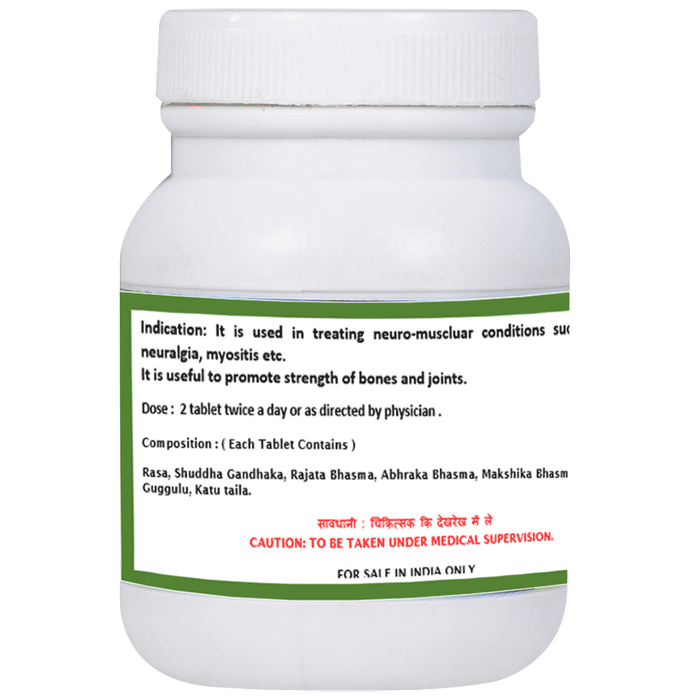 Indication: It is used in treating neuro-muscluar conditions
neuralgia, myositis etc.
It is useful to promote strength of bones and joints.
Dose : 2 tablet twice a day or as directed by physician .
Composition : ( Each Tablet Contains )
Rasa, Shuddha Gandhaka, Rajata Bhasma, Abhraka Bhasma, Makshika
Guggulu, Katu taila.
सावधानी : चिकित्सक कि देखरेख में ले
CAUTION: TO BE TAKEN UNDER MEDICAL SUPERVISION.
FOR SALE IN INDIA ONLY